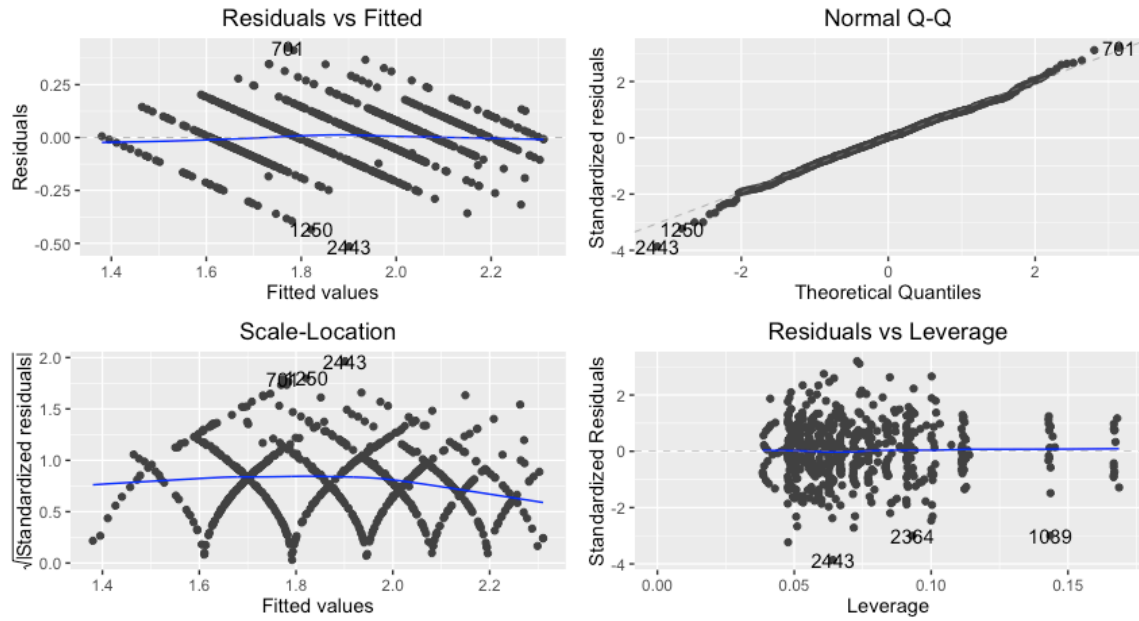 Residuals vs Fitted
Residuals
0.25
0.00
-0.25
-0.50
701
1250
2443
1.4 1.6 1.8 2.0 2.2
Fitted values
Normal Q-Q
Standardized residuals
2
0
-2
-4
701
1250
2443
-2 0 2
Theoretical Quantiles
Scale-Location
√|Standardized residuals|
2.0
1.5
1.0
0.5
0.0
2443
701 1250
1.4 1.6 1.8 2.0 2.2
Fitted values
Residuals vs Leverage
Standardized Residuals
2
0
-2
-4
2364
1089
2443
0.00 0.05 0.10 0.15
Leverage